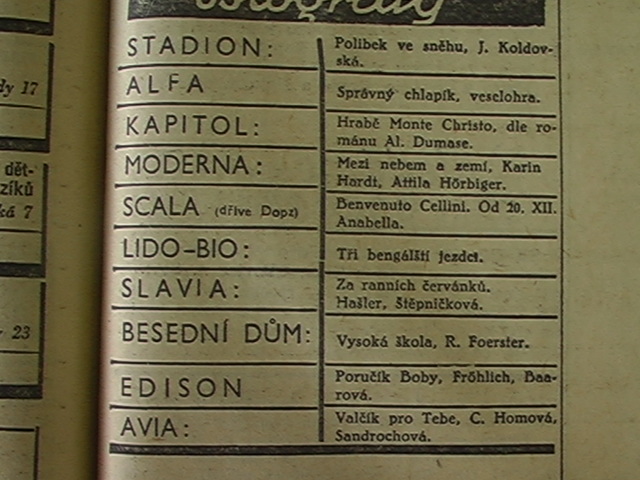 STADION:
Polibek ve sněhu, J. Koldov-
ská.
ALFA
Správný chlapík, veselohra.
KAPITOL:
Hrabě Monte Christo, dle ro-
mánu Al. Dumase.
MODERNA:
Mezi nebem a zemí, Karin
Hardt, Attila Hörbiger.
SCALA (dříve Dopz)
Benvenuto Cellini. Od 20. XII.
Anabella.
LIDO-BIO:
Tři bengálští jezdci.
SLAVIA:
Za ranních červánků.
Hašler, Štěpničková.
BESEDNÍ DŮM:
Vysoká škola, R. Foerster.
EDISON
Poručík Boby, Fröhlich, Baa-
rová.
AVIA:
Valčík pro Tebe, C. Homová,
Sandrochová.
17
dět-
zíků
ká 7
23